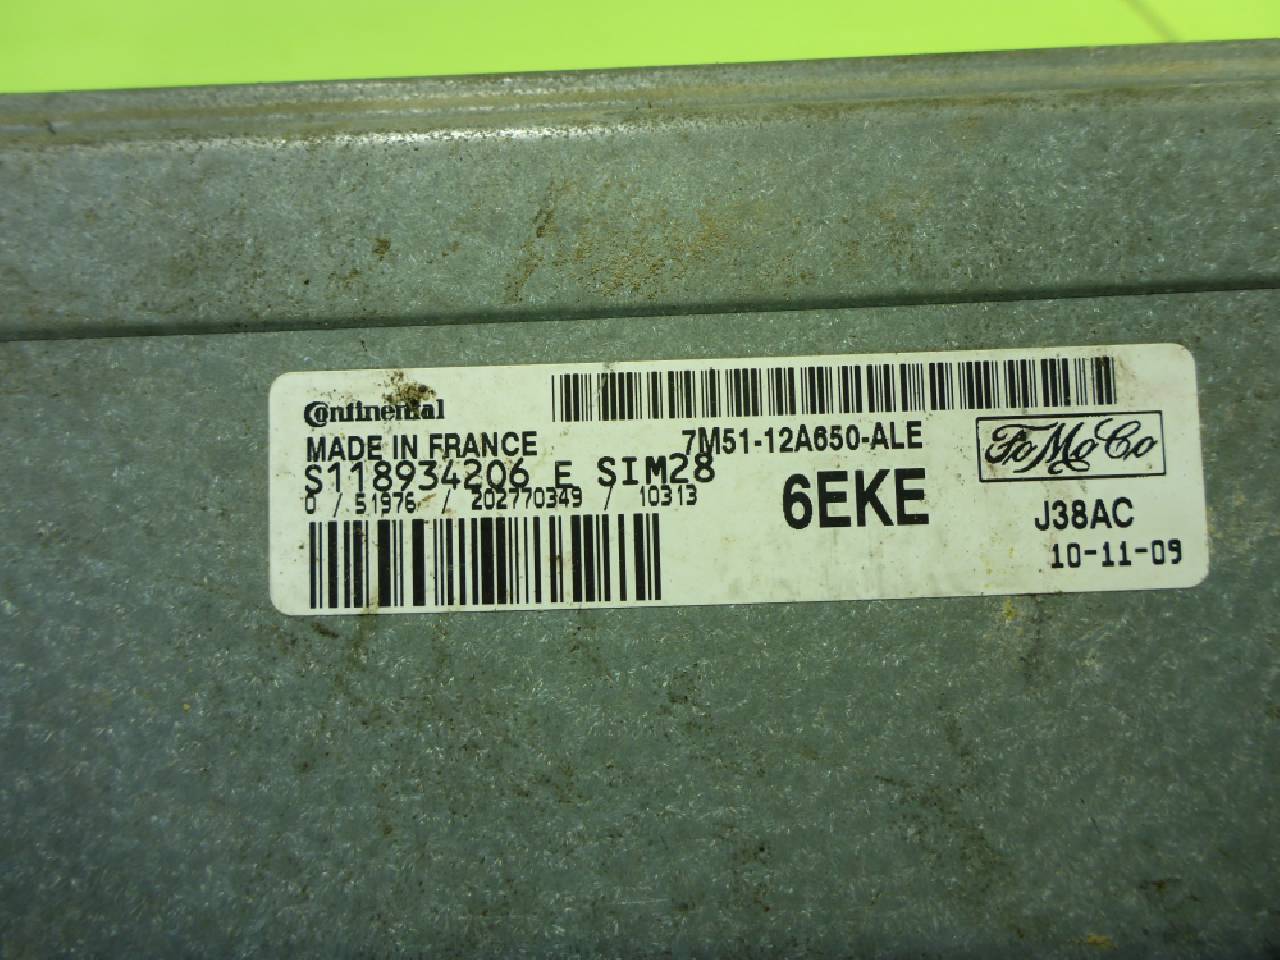 Continental
MADE IN FRANCE
7M51-12A650-ALE
FoMoCo
S118934206 E SIM28
0 / 51976 / 202770349 / 10313
6EKE
J38AC
10-11-09